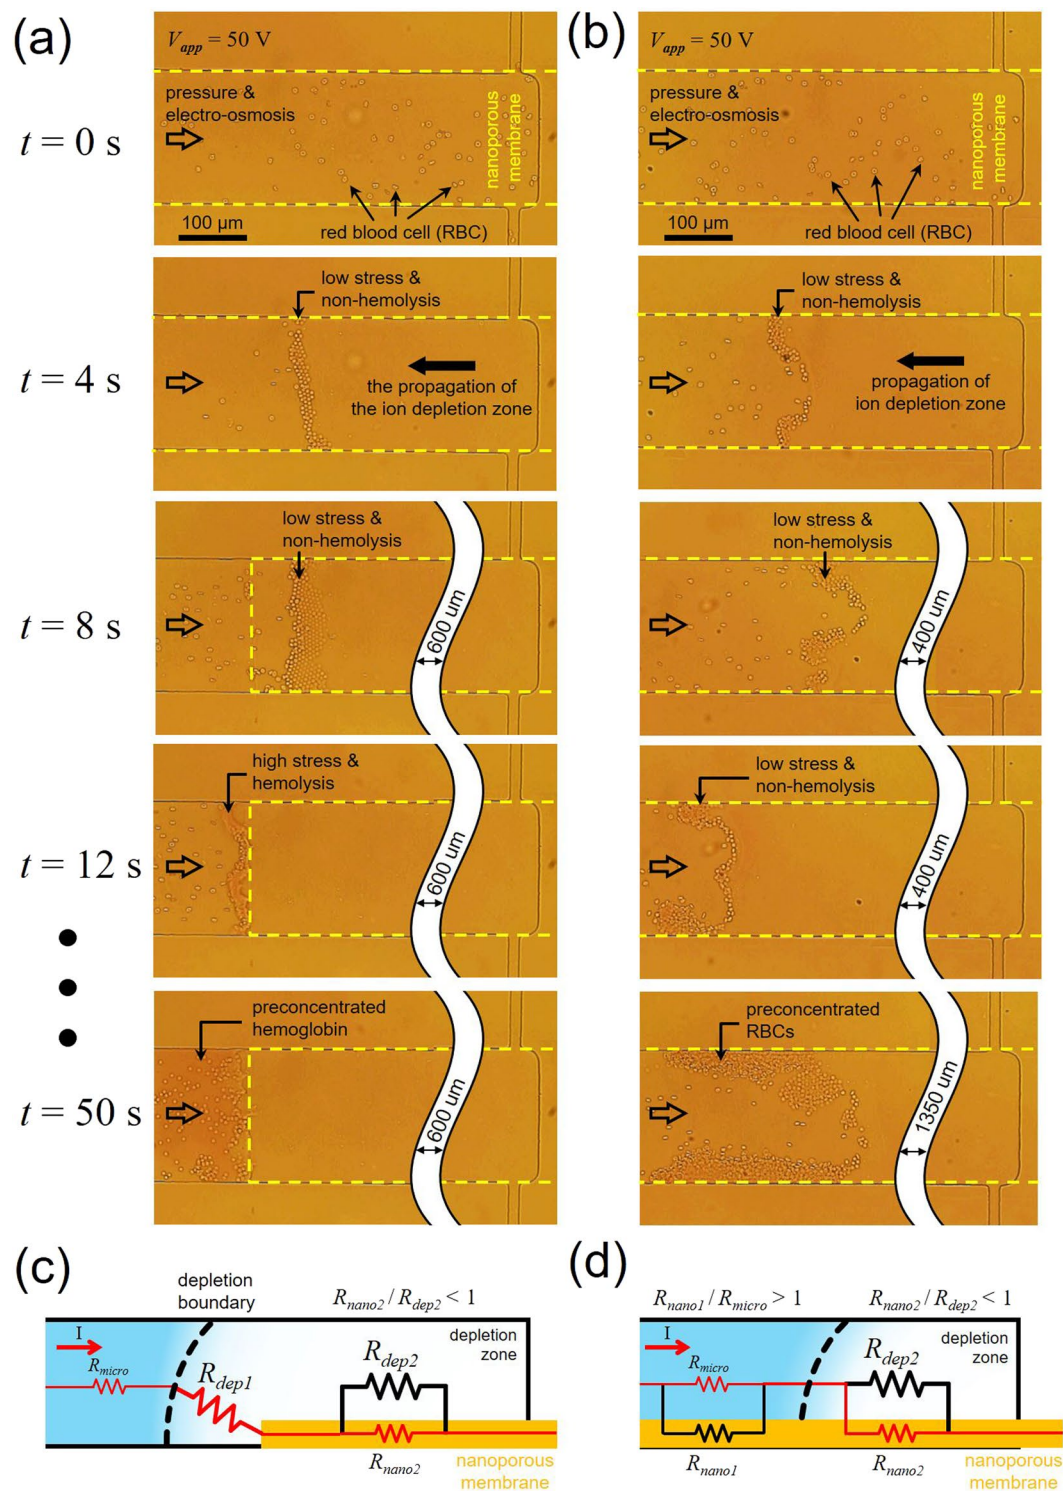 (a)
V_app = 50 V
pressure &
electro-osmosis
nanoporous
membrane
t = 0 s
100 µm
red blood cell (RBC)
(b)
V_app = 50 V
pressure &
electro-osmosis
nanoporous
membrane
100 µm
red blood cell (RBC)
t = 4 s
low stress &
non-hemolysis
the propagation of
the ion depletion zone
low stress &
non-hemolysis
propagation of
ion depletion zone
t = 8 s
low stress &
non-hemolysis
600 um
low stress &
non-hemolysis
400 um
t = 12 s
high stress &
hemolysis
600 um
low stress &
non-hemolysis
400 um
t = 50 s
preconcentrated
hemoglobin
600 um
preconcentrated
RBCs
1350 um
(c)
depletion
boundary
R_nano2 / R_dep2 < 1
I
R_micro
R_dep1
R_dep2
depletion
zone
R_nano2
nanoporous
membrane
(d)
R_nano1 / R_micro > 1
R_nano2 / R_dep2 < 1
I
R_micro
R_dep2
depletion
zone
R_nano1
R_nano2
nanoporous
membrane